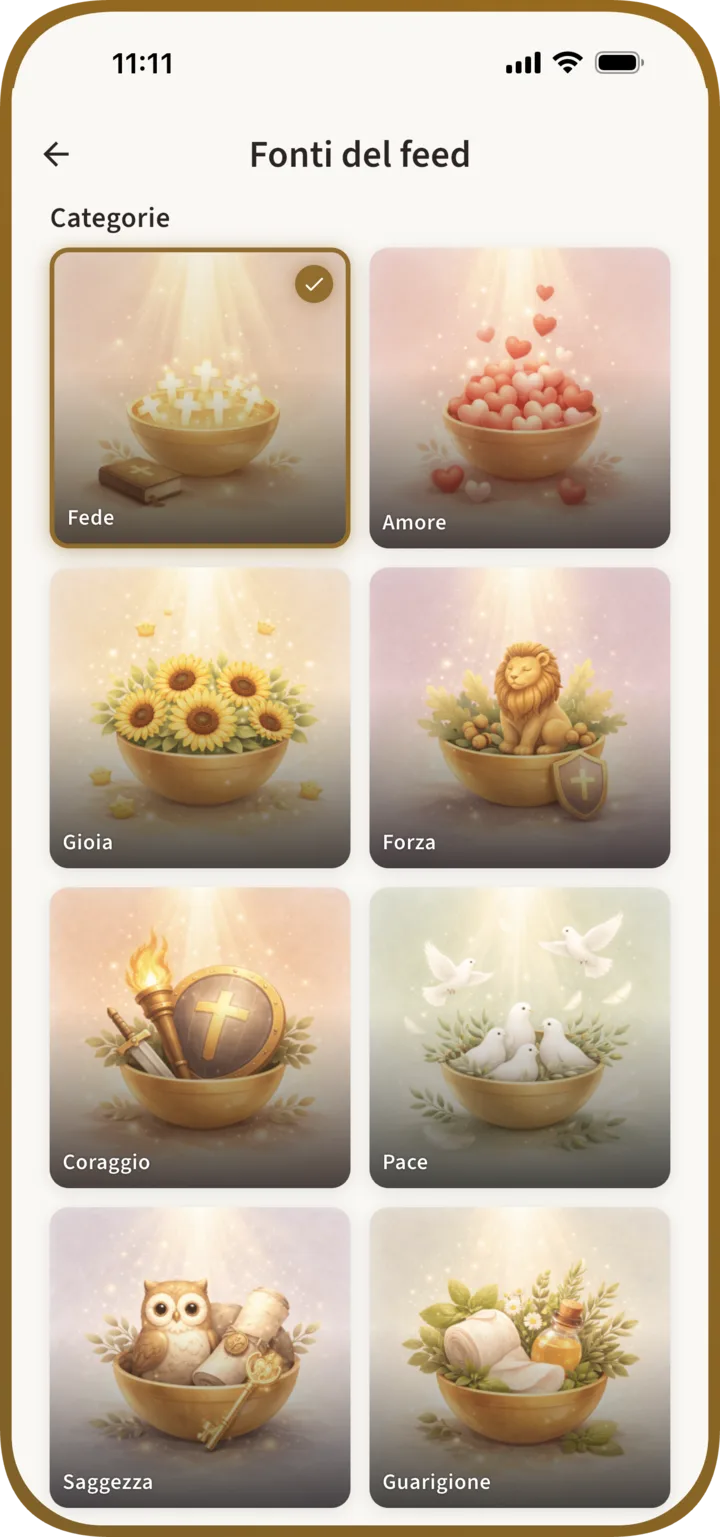 11:11
Fonti del feed
Categorie
Fede
Amore
Gioia
Forza
Coraggio
Pace
Saggezza
Guarigione